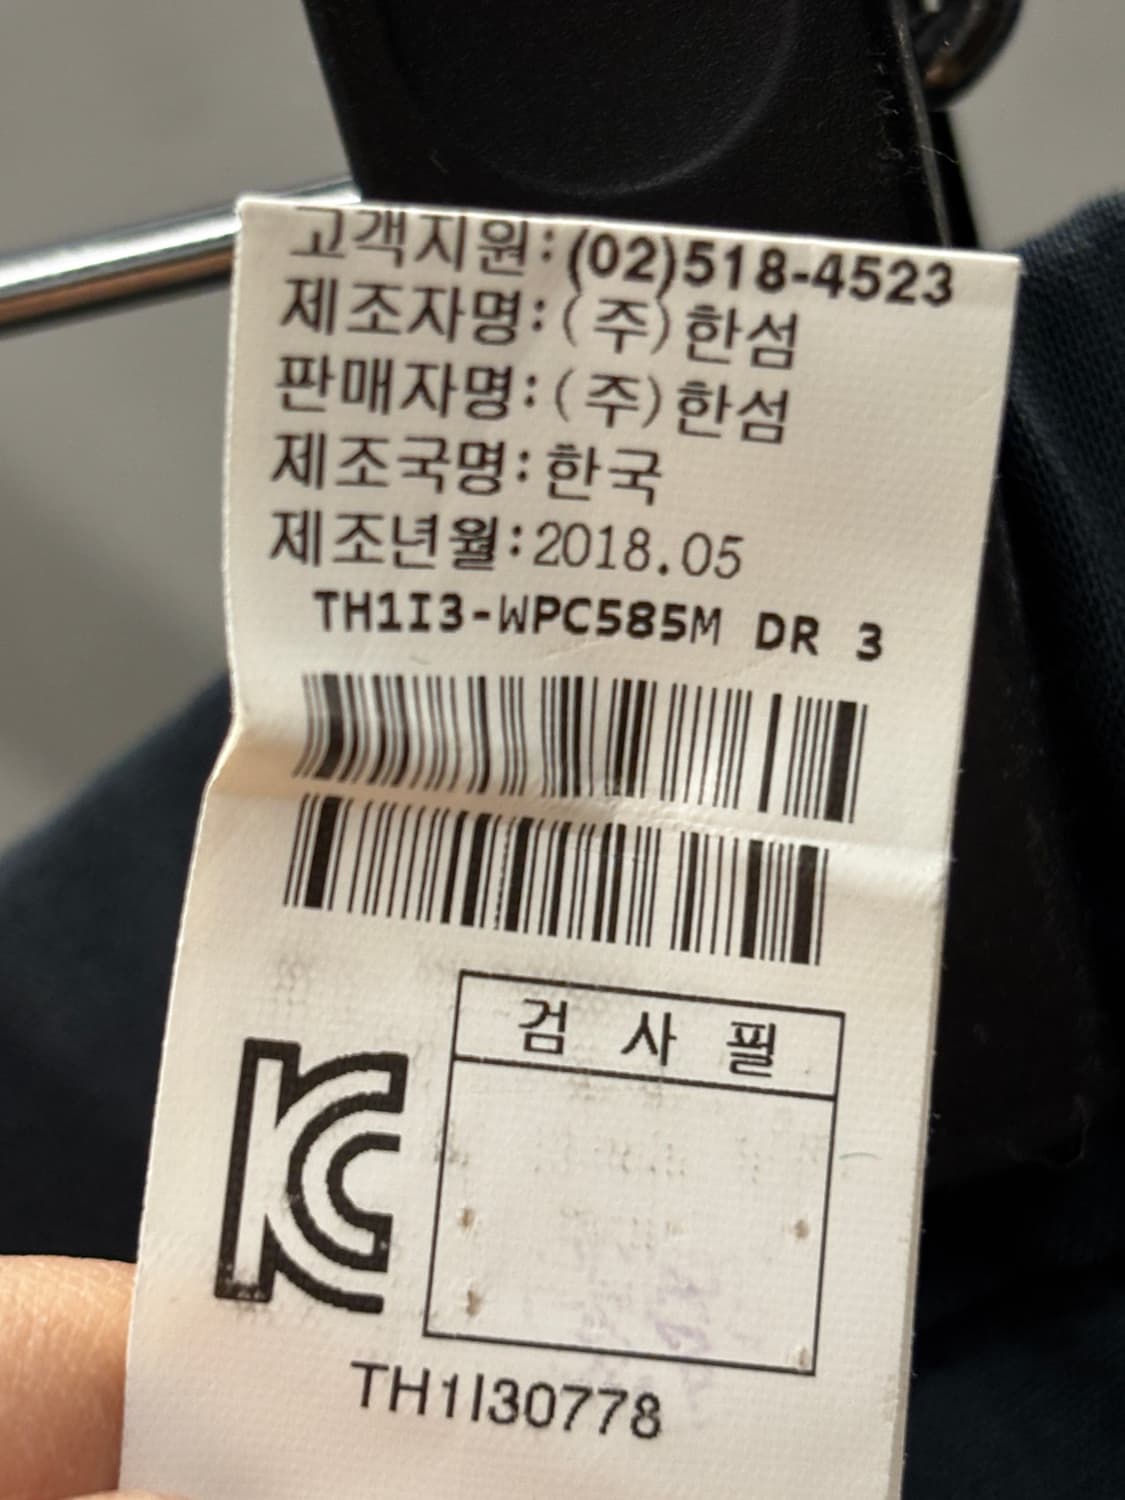 고객지원:(02)518-4523
제조자명:(주)한섬
판매자명:(주)한섬
제조국명:한국
제조년월:2018.05
TH1I3-WPC585M DR 3
검 사 필
KC
TH1I30778